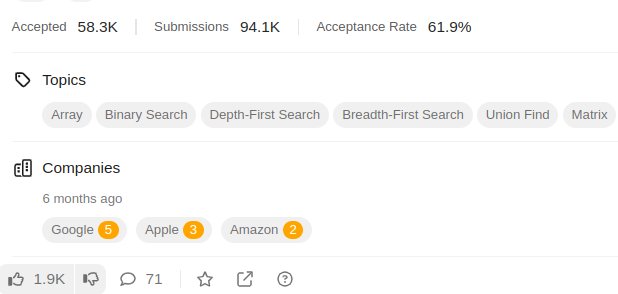 Accepted 58.3K Submissions 94.1K Acceptance Rate 61.9%
Topics
Array Binary Search Depth-First Search Breadth-First Search Union Find Matrix
Companies
6 months ago
Google 5 Apple 3 Amazon 2
1.9K 71